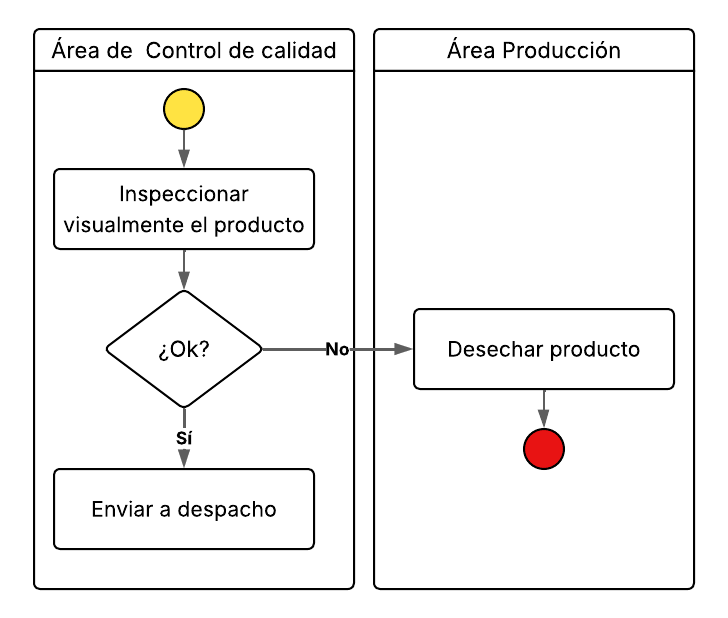 Área de  Control de calidad
Área Producción
Inspeccionar
visualmente el producto
¿Ok?
No
Desechar producto
Sí
Enviar a despacho